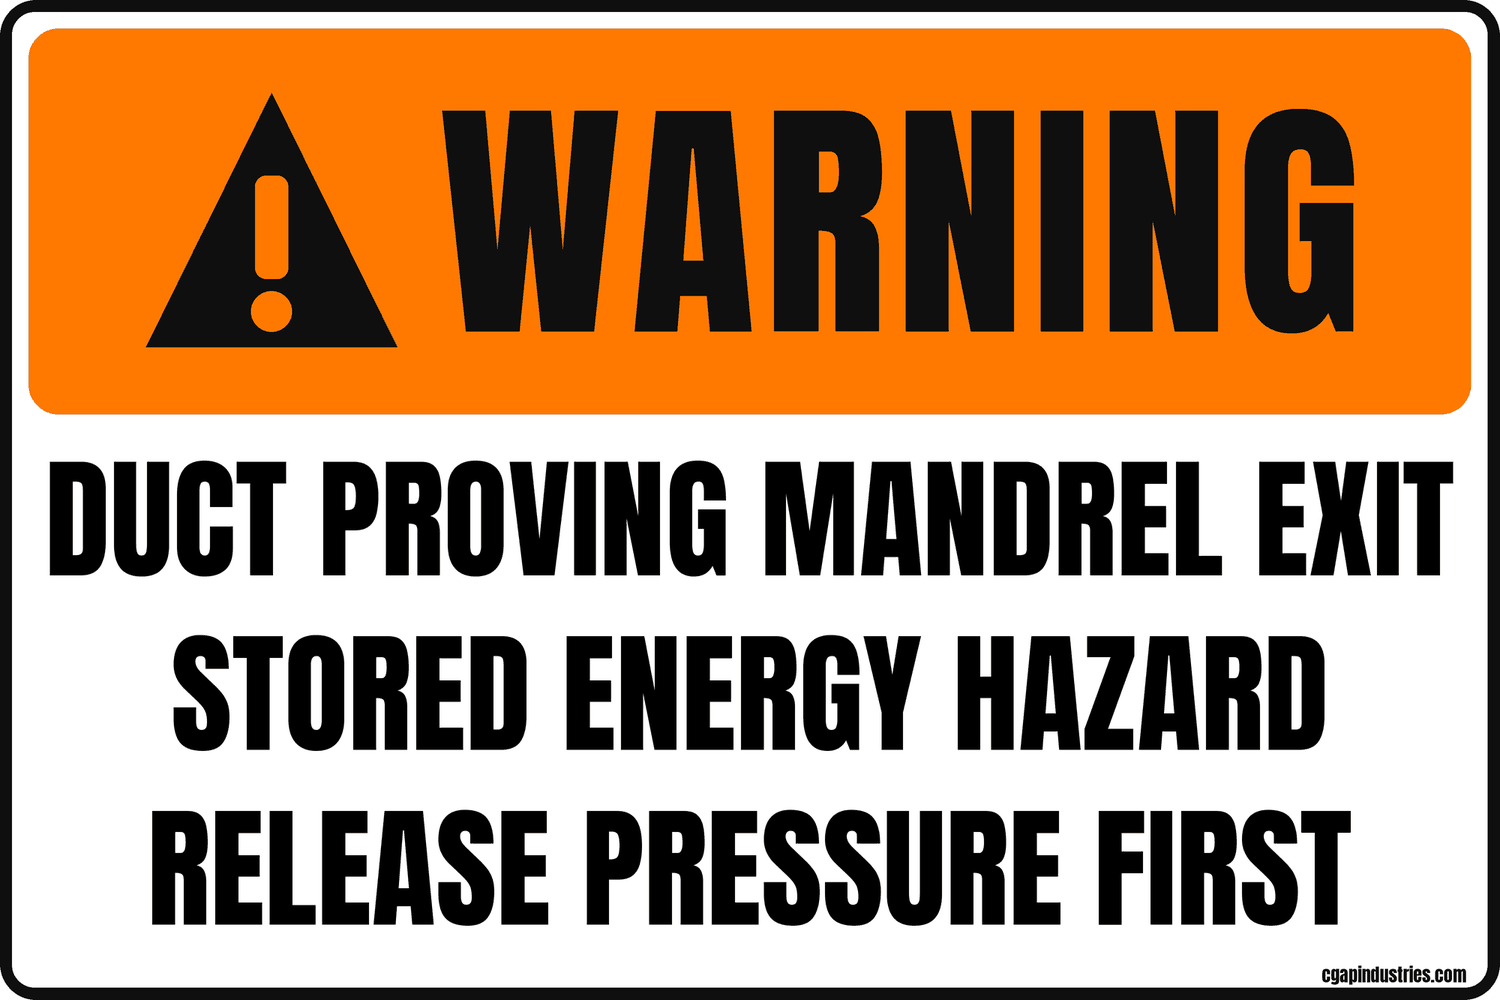 WARNING
DUCT PROVING MANDREL EXIT
STORED ENERGY HAZARD
RELEASE PRESSURE FIRST
cgapindustries.com